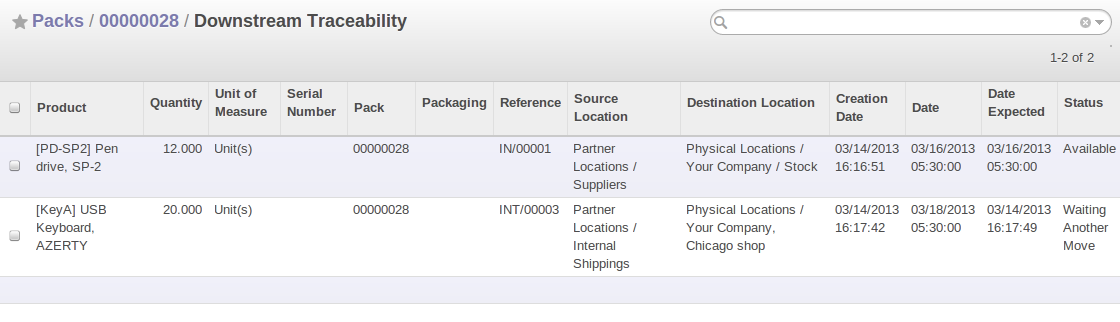 Packs / 00000028 / Downstream Traceability
1-2 of 2
Product Quantity Unit of Measure Serial Number Pack Packaging Reference Source Location Destination Location Creation Date Date Date Expected Status
[PD-SP2] Pen drive, SP-2 12.000 Unit(s) 00000028 IN/00001 Partner Locations / Suppliers Physical Locations / Your Company / Stock 03/14/2013 16:16:51 03/16/2013 05:30:00 03/16/2013 05:30:00 Available
[KeyA] USB Keyboard, AZERTY 20.000 Unit(s) 00000028 INT/00003 Partner Locations / Internal Shippings Physical Locations / Your Company, Chicago shop 03/14/2013 16:17:42 03/18/2013 05:30:00 03/14/2013 16:17:49 Waiting Another Move